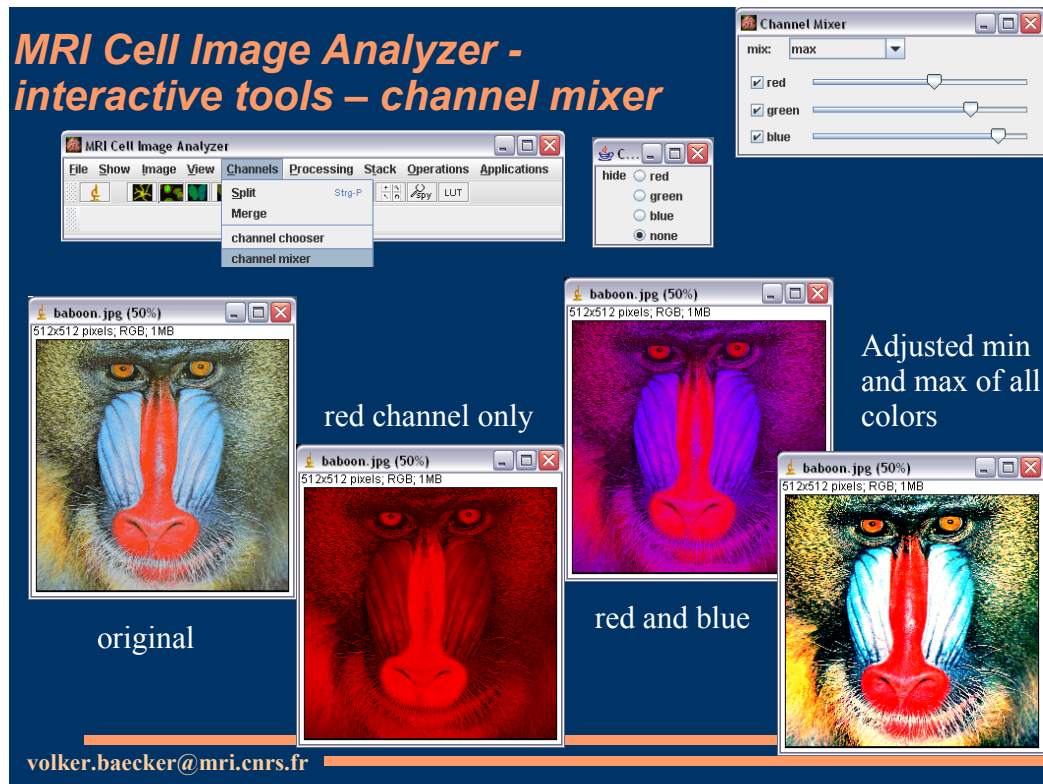 MRI Cell Image Analyzer -
interactive tools – channel mixer
Channel Mixer
mix: max
red
green
blue
MRI Cell Image Analyzer
File Show Image View Channels Processing Stack Operations Applications
spy LUT
Split Strg-P
Merge
channel chooser
channel mixer
C...
hide red
green
blue
none
baboon.jpg (50%)
512x512 pixels; RGB; 1MB
original
red channel only
baboon.jpg (50%)
512x512 pixels; RGB; 1MB
baboon.jpg (50%)
512x512 pixels; RGB; 1MB
red and blue
Adjusted min
and max of all
colors
baboon.jpg (50%)
512x512 pixels; RGB; 1MB
volker.baecker@mri.cnrs.fr